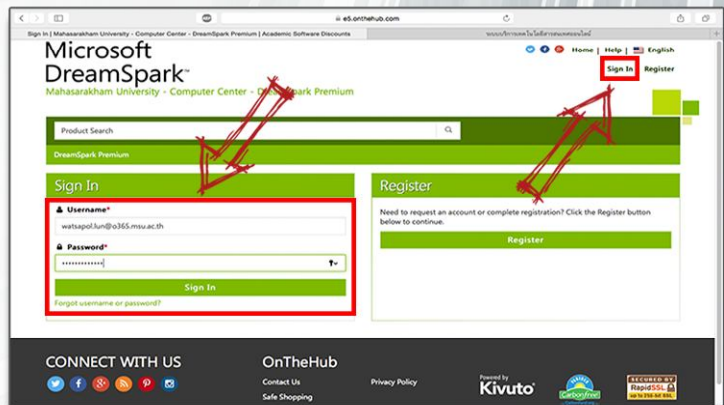 e5.onthehub.com
Sign In | Mahasarakham University - Computer Center - DreamSpark Premium | Academic Software Discounts
Microsoft
DreamSpark™
Mahasarakham University - Computer Center - DreamSpark Premium
Home | Help | English
Sign In Register
Product Search
DreamSpark Premium
Sign In
Username*
watsapol.lun@o365.msu.ac.th
Password*
Sign In
Forgot username or password?
Register
Need to request an account or complete registration? Click the Register button
below to continue.
Register
CONNECT WITH US
OnTheHub
Contact Us
Safe Shopping
Privacy Policy
Powered by
Kivuto
Carbonfree
SECURED BY
RapidSSL